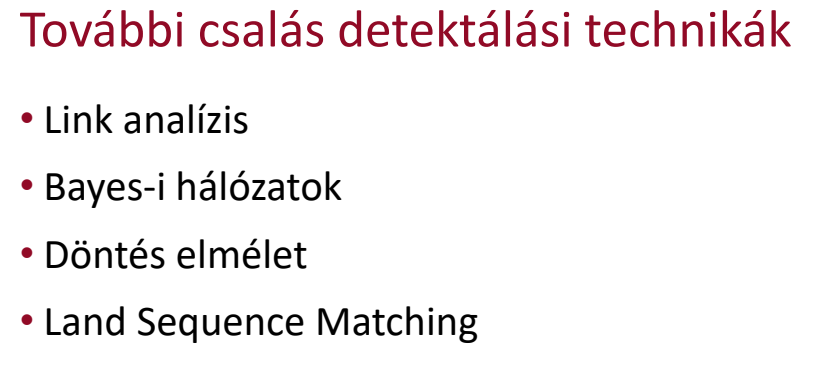 További csalás detektálási technikák
• Link analízis
• Bayes-i hálózatok
• Döntés elmélet
• Land Sequence Matching